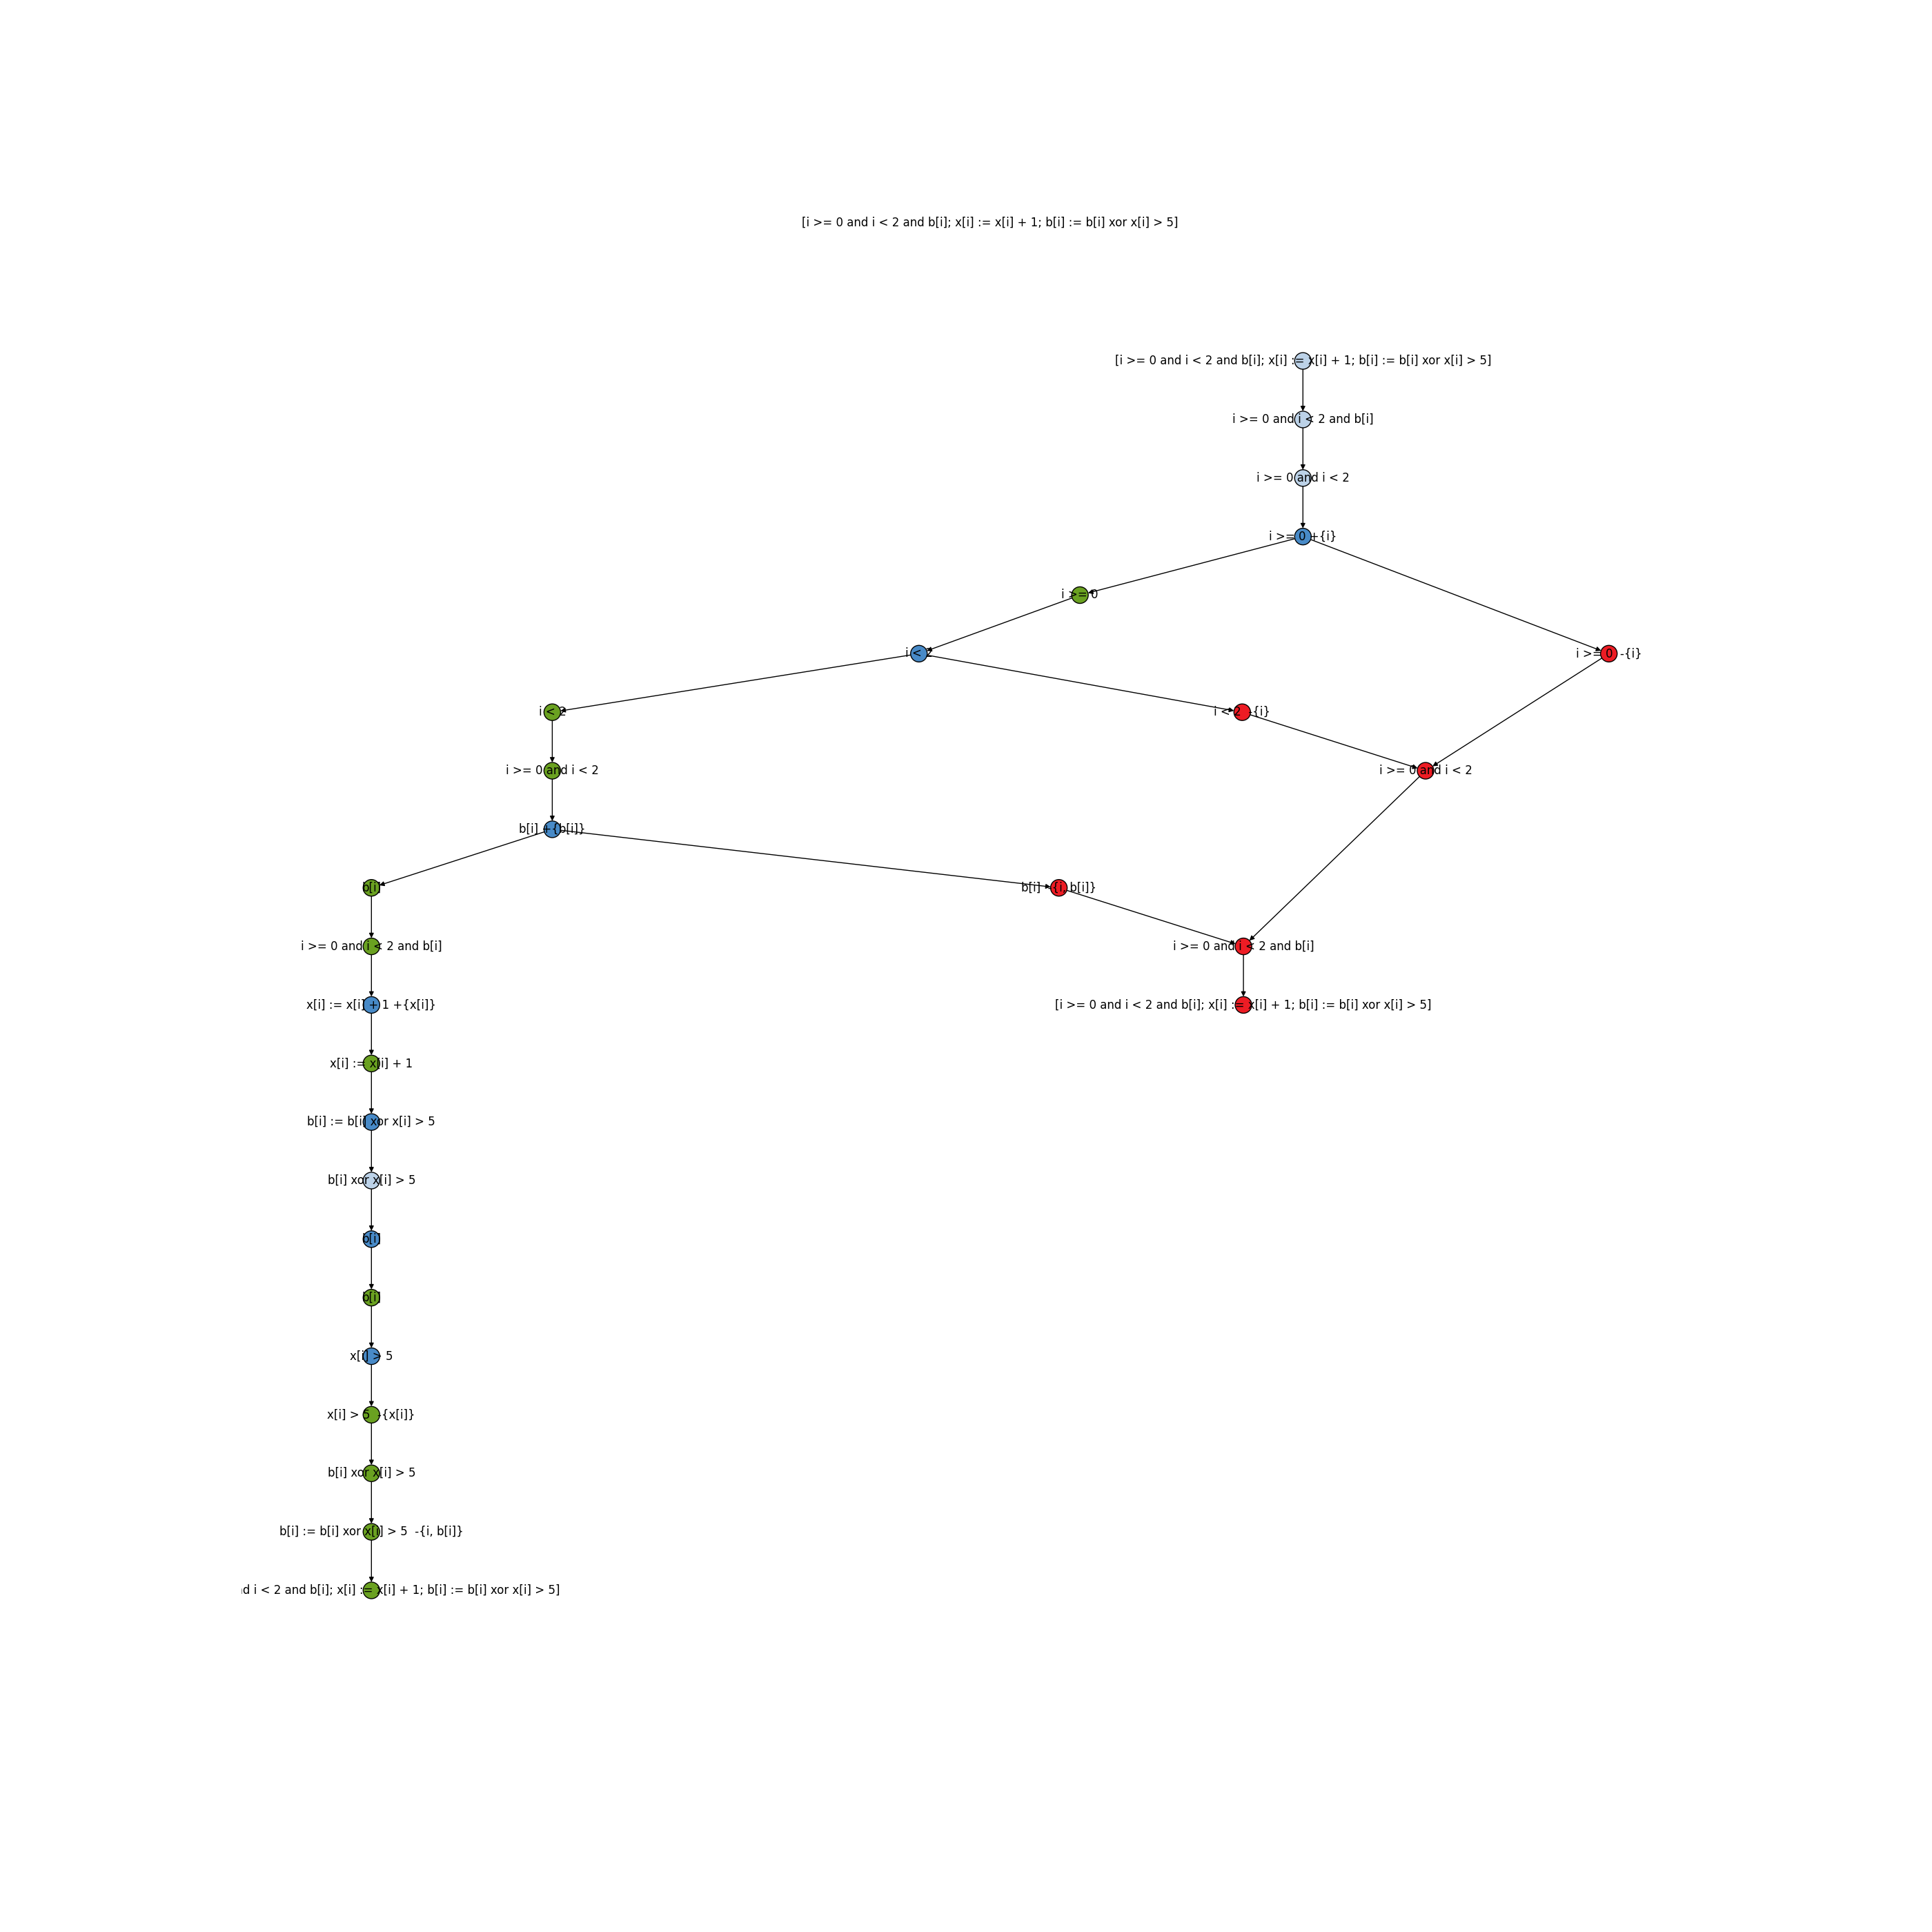 [i >= 0 and i < 2 and b[i]; x[i] := x[i] + 1; b[i] := b[i] xor x[i] > 5]
[i >= 0 and i < 2 and b[i]; x[i] := x[i] + 1; b[i] := b[i] xor x[i] > 5]
i >= 0 and i < 2 and b[i]
i >= 0 and i < 2
i >= 0 +{i}
i >= 0
i < 2
i >= 0 -{i}
i < 2
i < 2 -{i}
i >= 0 and i < 2
i >= 0 and i < 2
b[i] +{b[i]}
b[i]
b[i] -{i, b[i]}
i >= 0 and i < 2 and b[i]
i >= 0 and i < 2 and b[i]
x[i] := x[i] + 1 +{x[i]}
[i >= 0 and i < 2 and b[i]; x[i] := x[i] + 1; b[i] := b[i] xor x[i] > 5]
x[i] := x[i] + 1
b[i] := b[i] xor x[i] > 5
b[i] xor x[i] > 5
b[i]
b[i]
x[i] > 5
x[i] > 5 -{x[i]}
b[i] xor x[i] > 5
b[i] := b[i] xor x[i] > 5 -{i, b[i]}
d i < 2 and b[i]; x[i] := x[i] + 1; b[i] := b[i] xor x[i] > 5]